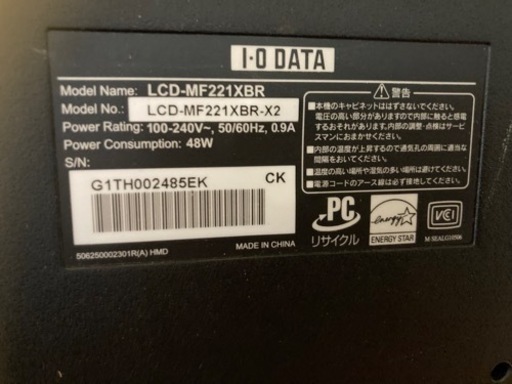 I-O DATA
Model Name: LCD-MF221XBR
Model No.: LCD-MF221XBR-X2
Power Rating: 100-240V~, 50/60Hz, 0.9A
Power Consumption: 48W
S/N:
G1TH002485EK CK
506250002301R(A) HMD
MADE IN CHINA
警告
■本機のキャビネットははずさないでください。
電圧の高い部分がありますので、内部に触ると感電
するおそれがあります。内部の調整・点検はサービ
スマンにおまかせください。
■内部の温度が上昇するので通気孔の周囲に適当な
間隔をおいてください。
■温度の高い場所や湿気の多い場所は避けてください。
■電源コードのアース線は必ず接地してください。
PC
リサイクル
energy
ENERGY STAR
VCI